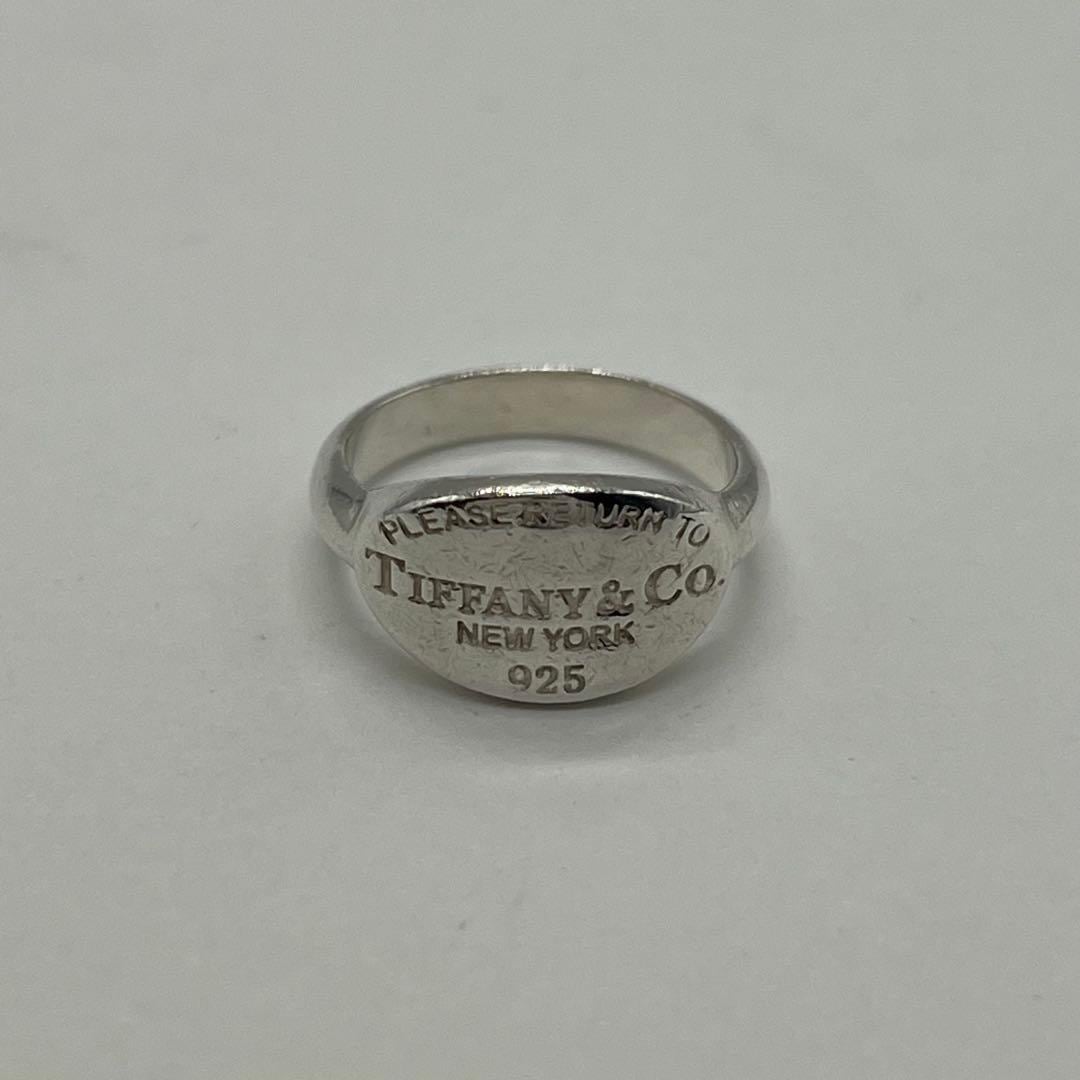 PLEASE RETURN TO
TIFFANY & CO.
NEW YORK
925